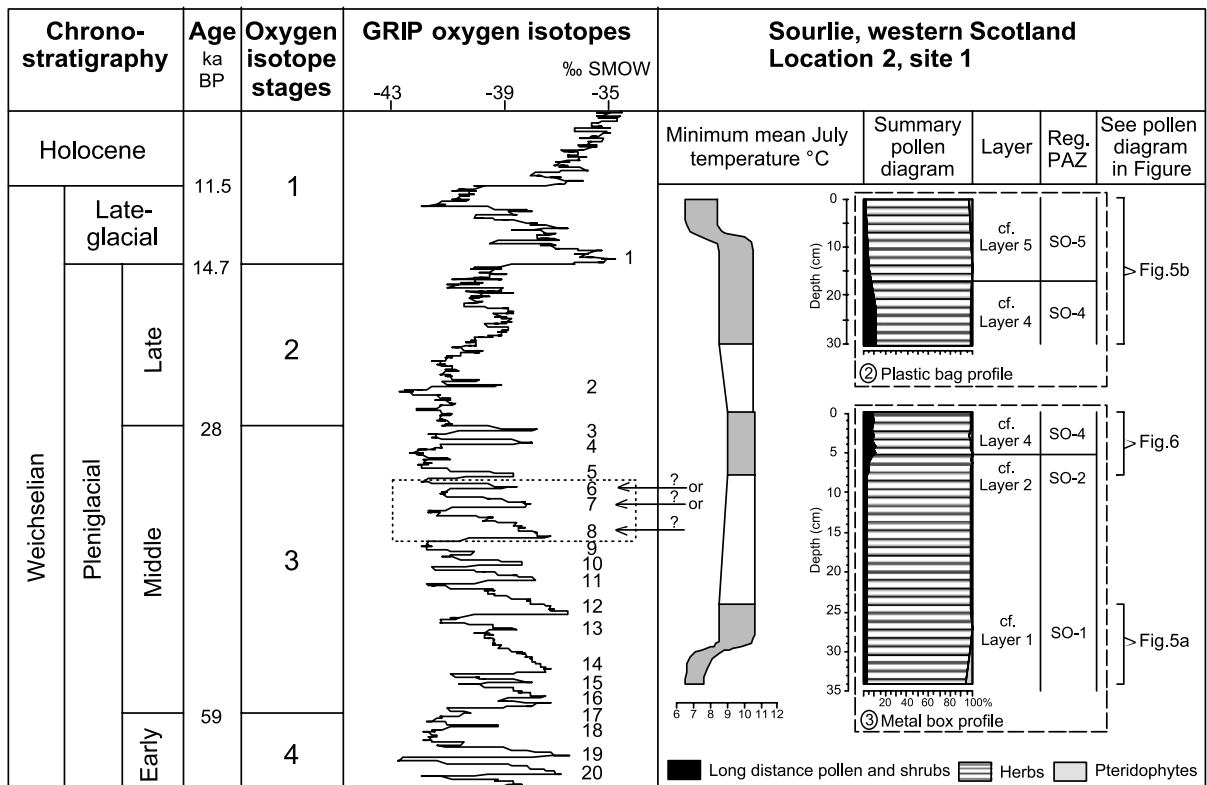 Chrono-
stratigraphy
Age
ka
BP
Oxygen
isotope
stages
GRIP oxygen isotopes
‰ SMOW
-43 -39 -35
Sourlie, western Scotland
Location 2, site 1
Minimum mean July
temperature °C
Summary
pollen
diagram
Layer
Reg.
PAZ
See pollen
diagram
in Figure
Holocene
Weichselian
Late-
glacial
Pleniglacial
Late
Middle
Early
11.5
14.7
28
59
1
2
3
4
1
2
3
4
5
6
7
8
9
10
11
12
13
14
15
16
17
18
19
20
? or
? or
?
6 7 8 9 10 11 12
Depth (cm)
0
10
20
30
cf.
Layer 5
SO-5
cf.
Layer 4
SO-4
Fig.5b
2 Plastic bag profile
Depth (cm)
0
5
10
15
20
25
30
35
cf.
Layer 4
SO-4
cf.
Layer 2
SO-2
cf.
Layer 1
SO-1
Fig.6
Fig.5a
20 40 60 80 100%
3 Metal box profile
Long distance pollen and shrubs Herbs Pteridophytes